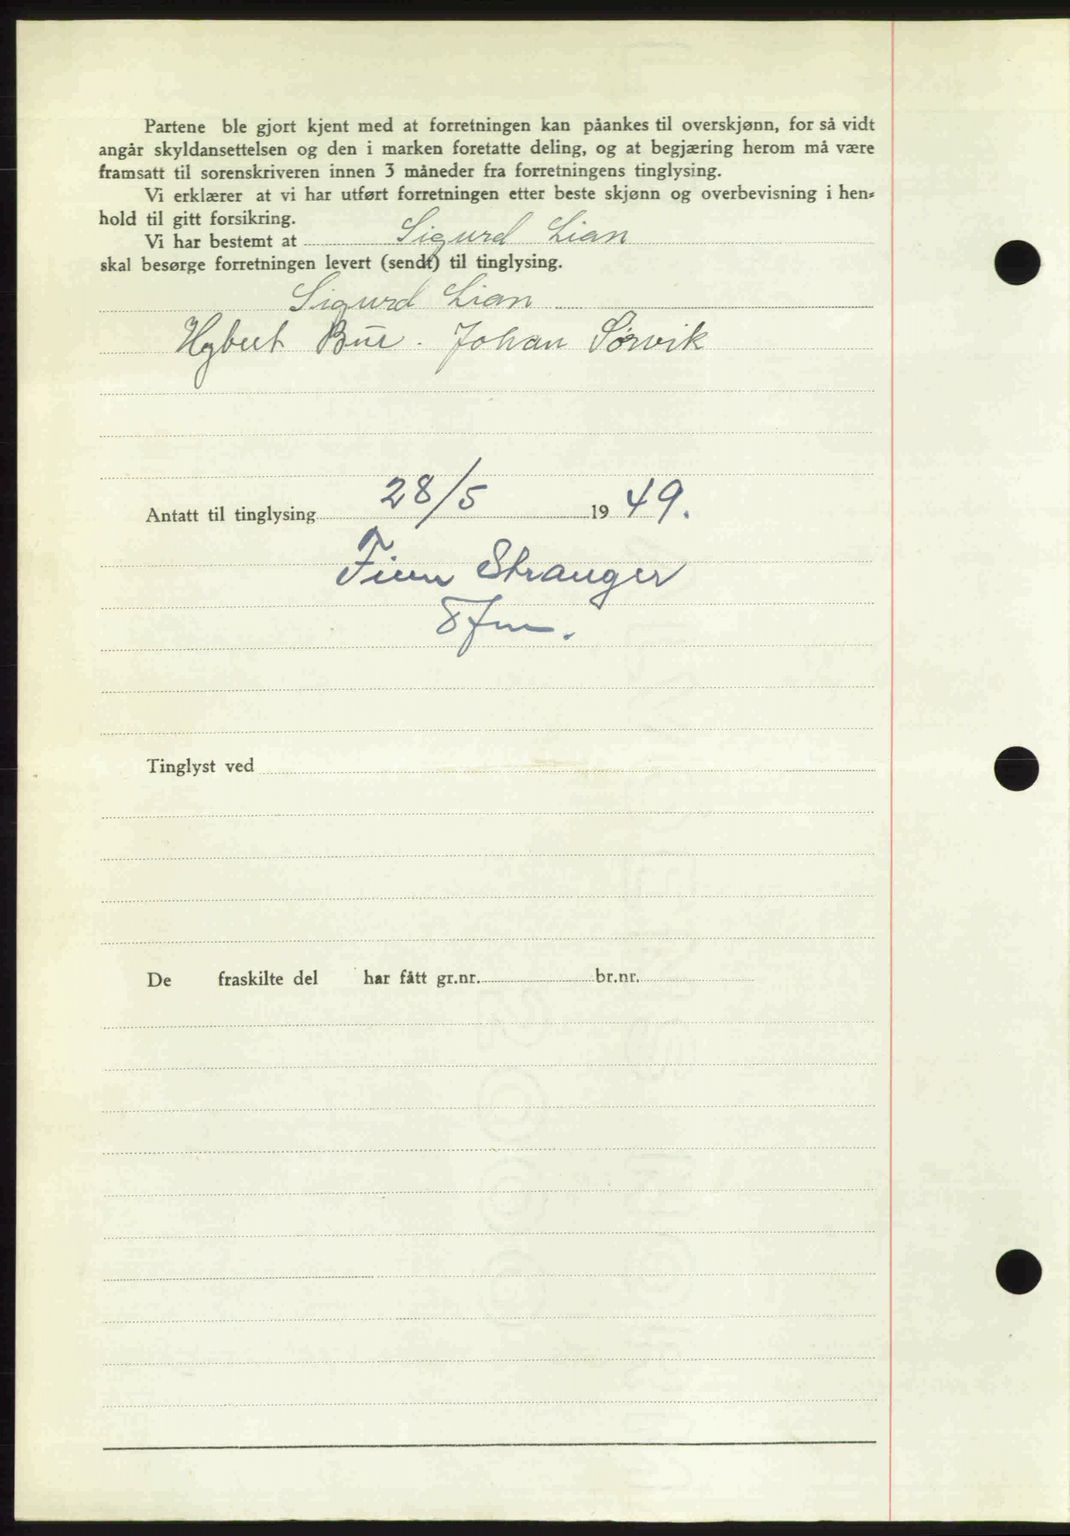 Partene ble gjort kjent med at forretningen kan påankes til overskjønn, for så vidt
angår skyldansettelsen og den i marken foretatte deling, og at begjæring herom må være
framsatt til sorenskriveren innen 3 måneder fra forretningens tinglysing.
Vi erklærer at vi har utført forretningen etter beste skjønn og overbevisning i hen-
hold til gitt forsikring.
Vi har bestemt at Sigurd Lian
skal besørge forretningen levert (sendt) til tinglysing.
Sigurd Lian
Bue. Johan Sørvik
Antatt til tinglysing 28/5 1949.
Finn Stranger
Tinglyst ved
De fraskilte del har fått gr.nr. br.nr.